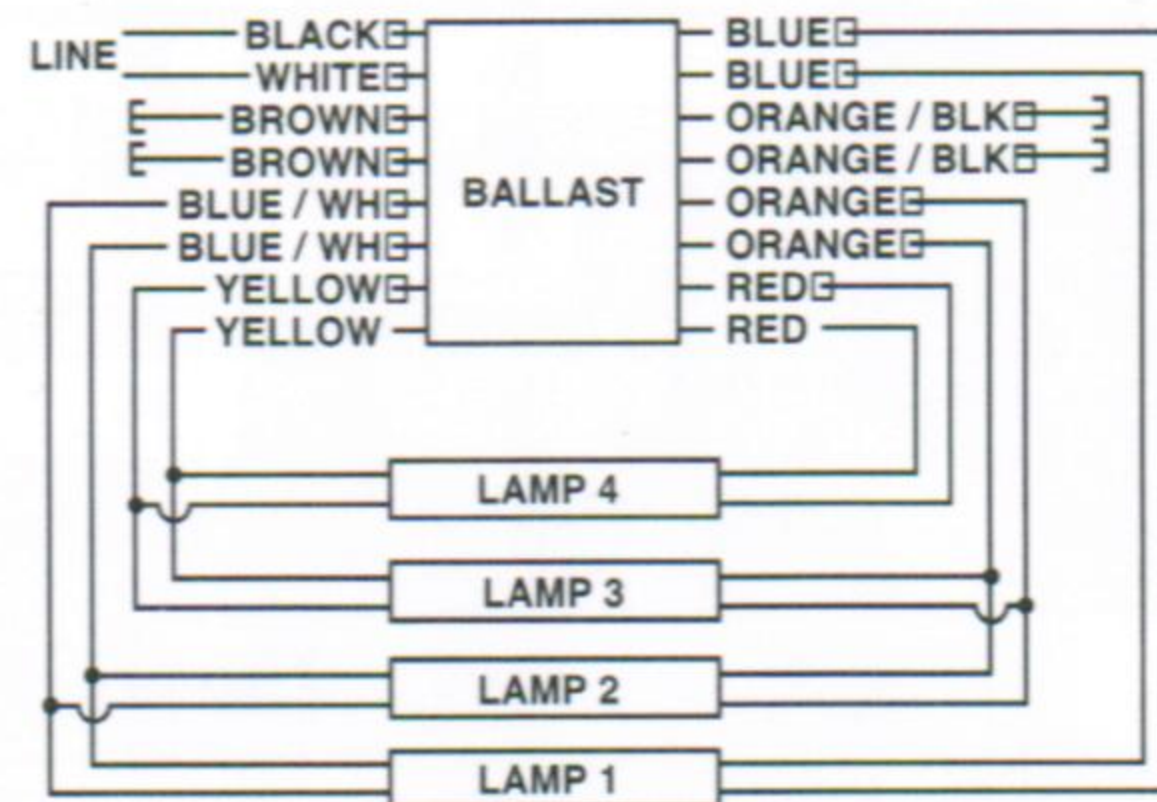 LINE
BLACK
WHITE
BROWN
BROWN
BLUE / WH
BLUE / WH
YELLOW
YELLOW
BALLAST
BLUE
BLUE
ORANGE / BLK
ORANGE / BLK
ORANGE
ORANGE
RED
RED
LAMP 4
LAMP 3
LAMP 2
LAMP 1